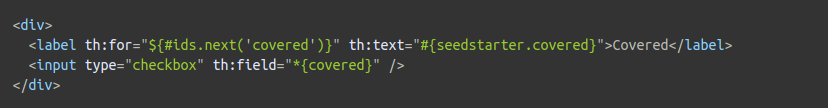 <div>
  <label th:for="${#ids.next('covered')}" th:text="#{seedstarter.covered}">Covered</label>
  <input type="checkbox" th:field="*{covered}" />
</div>